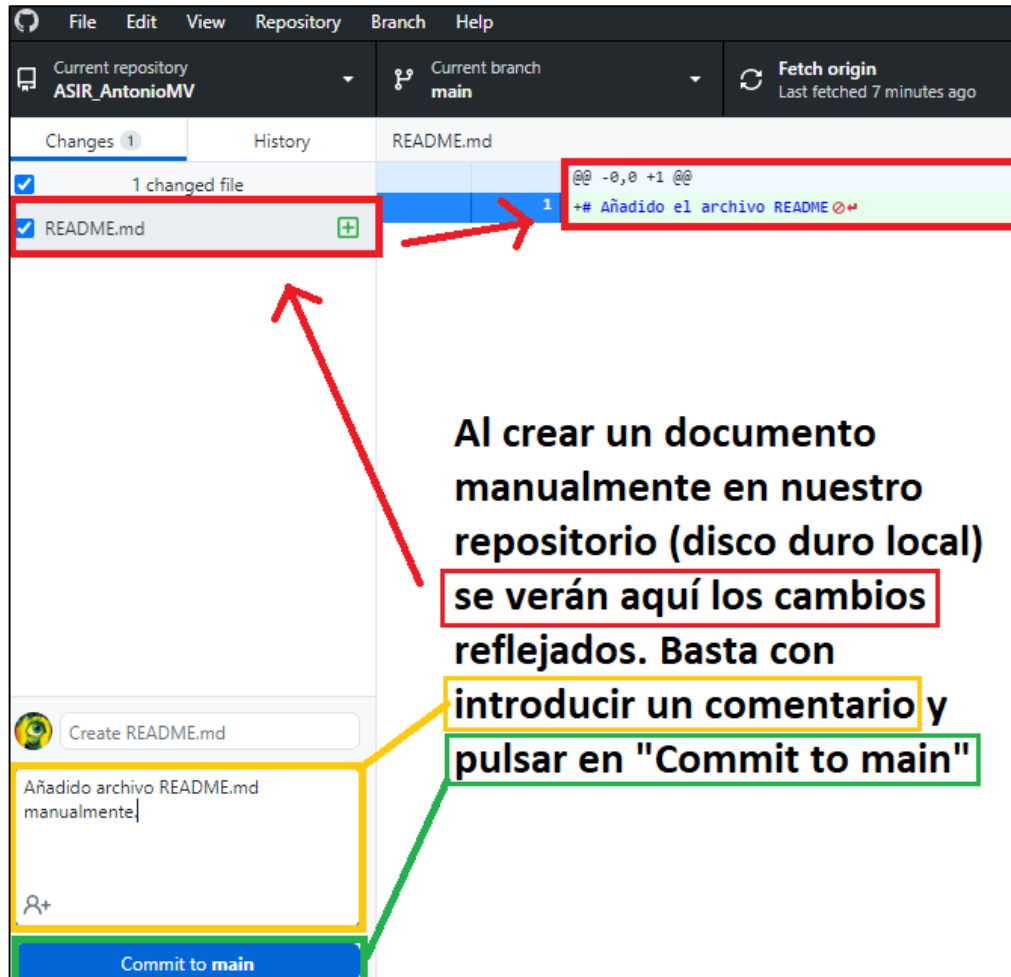 File Edit View Repository Branch Help
Current repository
ASIR_AntonioMV
Current branch
main
Fetch origin
Last fetched 7 minutes ago
Changes 1
History
README.md
1 changed file
README.md
@@ -0,0 +1 @@
1 +# Añadido el archivo README
Al crear un documento
manualmente en nuestro
repositorio (disco duro local)
se verán aquí los cambios
reflejados. Basta con
introducir un comentario y
pulsar en "Commit to main"
Create README.md
Añadido archivo README.md
manualmente.
Commit to main